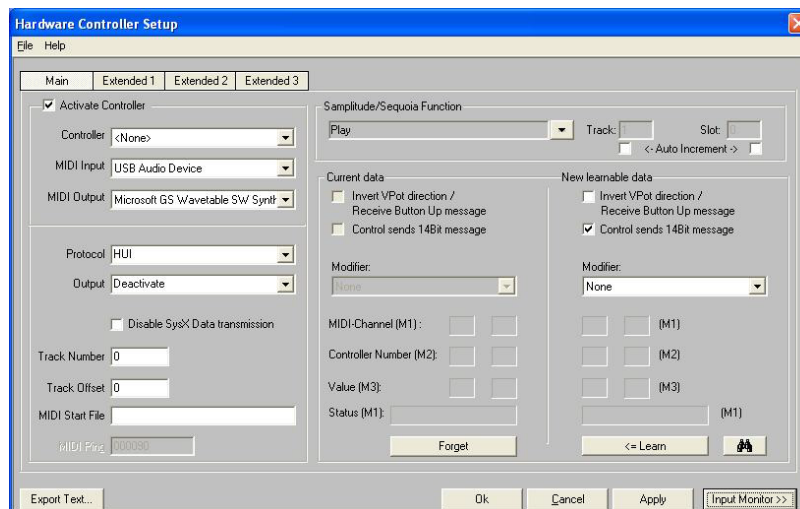 Hardware Controller Setup
File Help
Main Extended 1 Extended 2 Extended 3
Activate Controller
Controller <None>
MIDI Input USB Audio Device
MIDI Output Microsoft GS Wavetable SW Synth
Protocol HUI
Output Deactivate
Disable SysX Data transmission
Track Number 0
Track Offset 0
MIDI Start File
MIDI Ping 000090
Samplitude/Sequoia Function
Play Track: 1 Slot: 0
<- Auto Increment ->
Current data
Invert VPot direction /
Receive Button Up message
Control sends 14Bit message
Modifier:
None
MIDI-Channel (M1) :
Controller Number (M2):
Value (M3):
Status (M1):
Forget
New learnable data
Invert VPot direction /
Receive Button Up message
Control sends 14Bit message
Modifier:
None
(M1)
(M2)
(M3)
(M1)
<= Learn
Export Text... Ok Cancel Apply Input Monitor >>